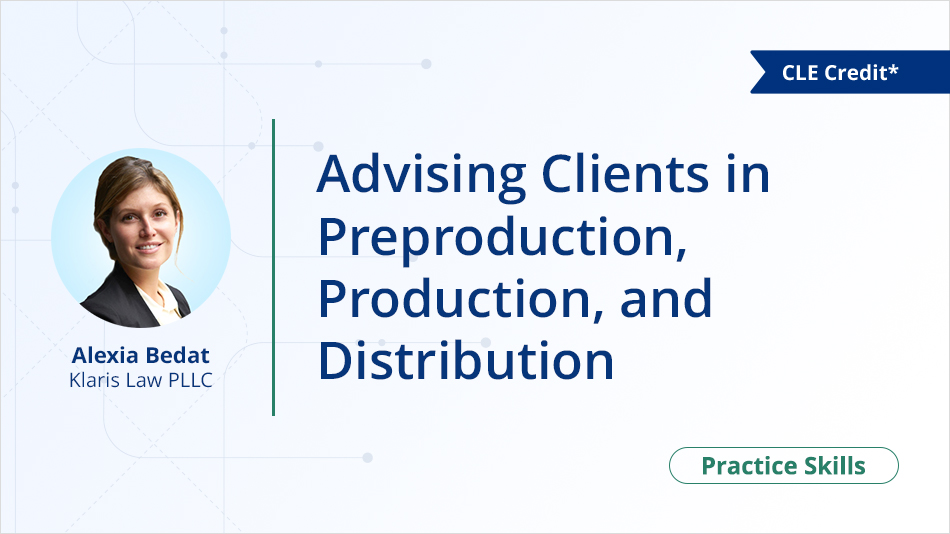 CLE Credit*
Advising Clients in
Preproduction,
Production, and
Distribution
Alexia Bedat
Klaris Law PLLC
Practice Skills